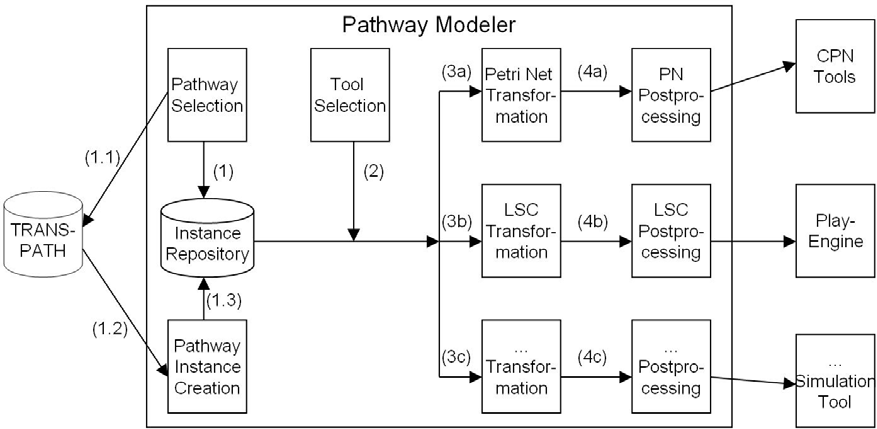 Pathway Modeler
Pathway
Selection
Tool
Selection
(3a)
Petri Net
Transfor-
mation
(4a)
PN
Postpro-
cessing
CPN
Tools
(1.1)
(1)
(2)
TRANS-
PATH
Instance
Repository
(3b)
LSC
Transfor-
mation
(4b)
LSC
Postpro-
cessing
Play-
Engine
(1.2)
(1.3)
Pathway
Instance
Creation
(3c)
...
Transfor-
mation
(4c)
...
Postpro-
cessing
...
Simulation
Tool